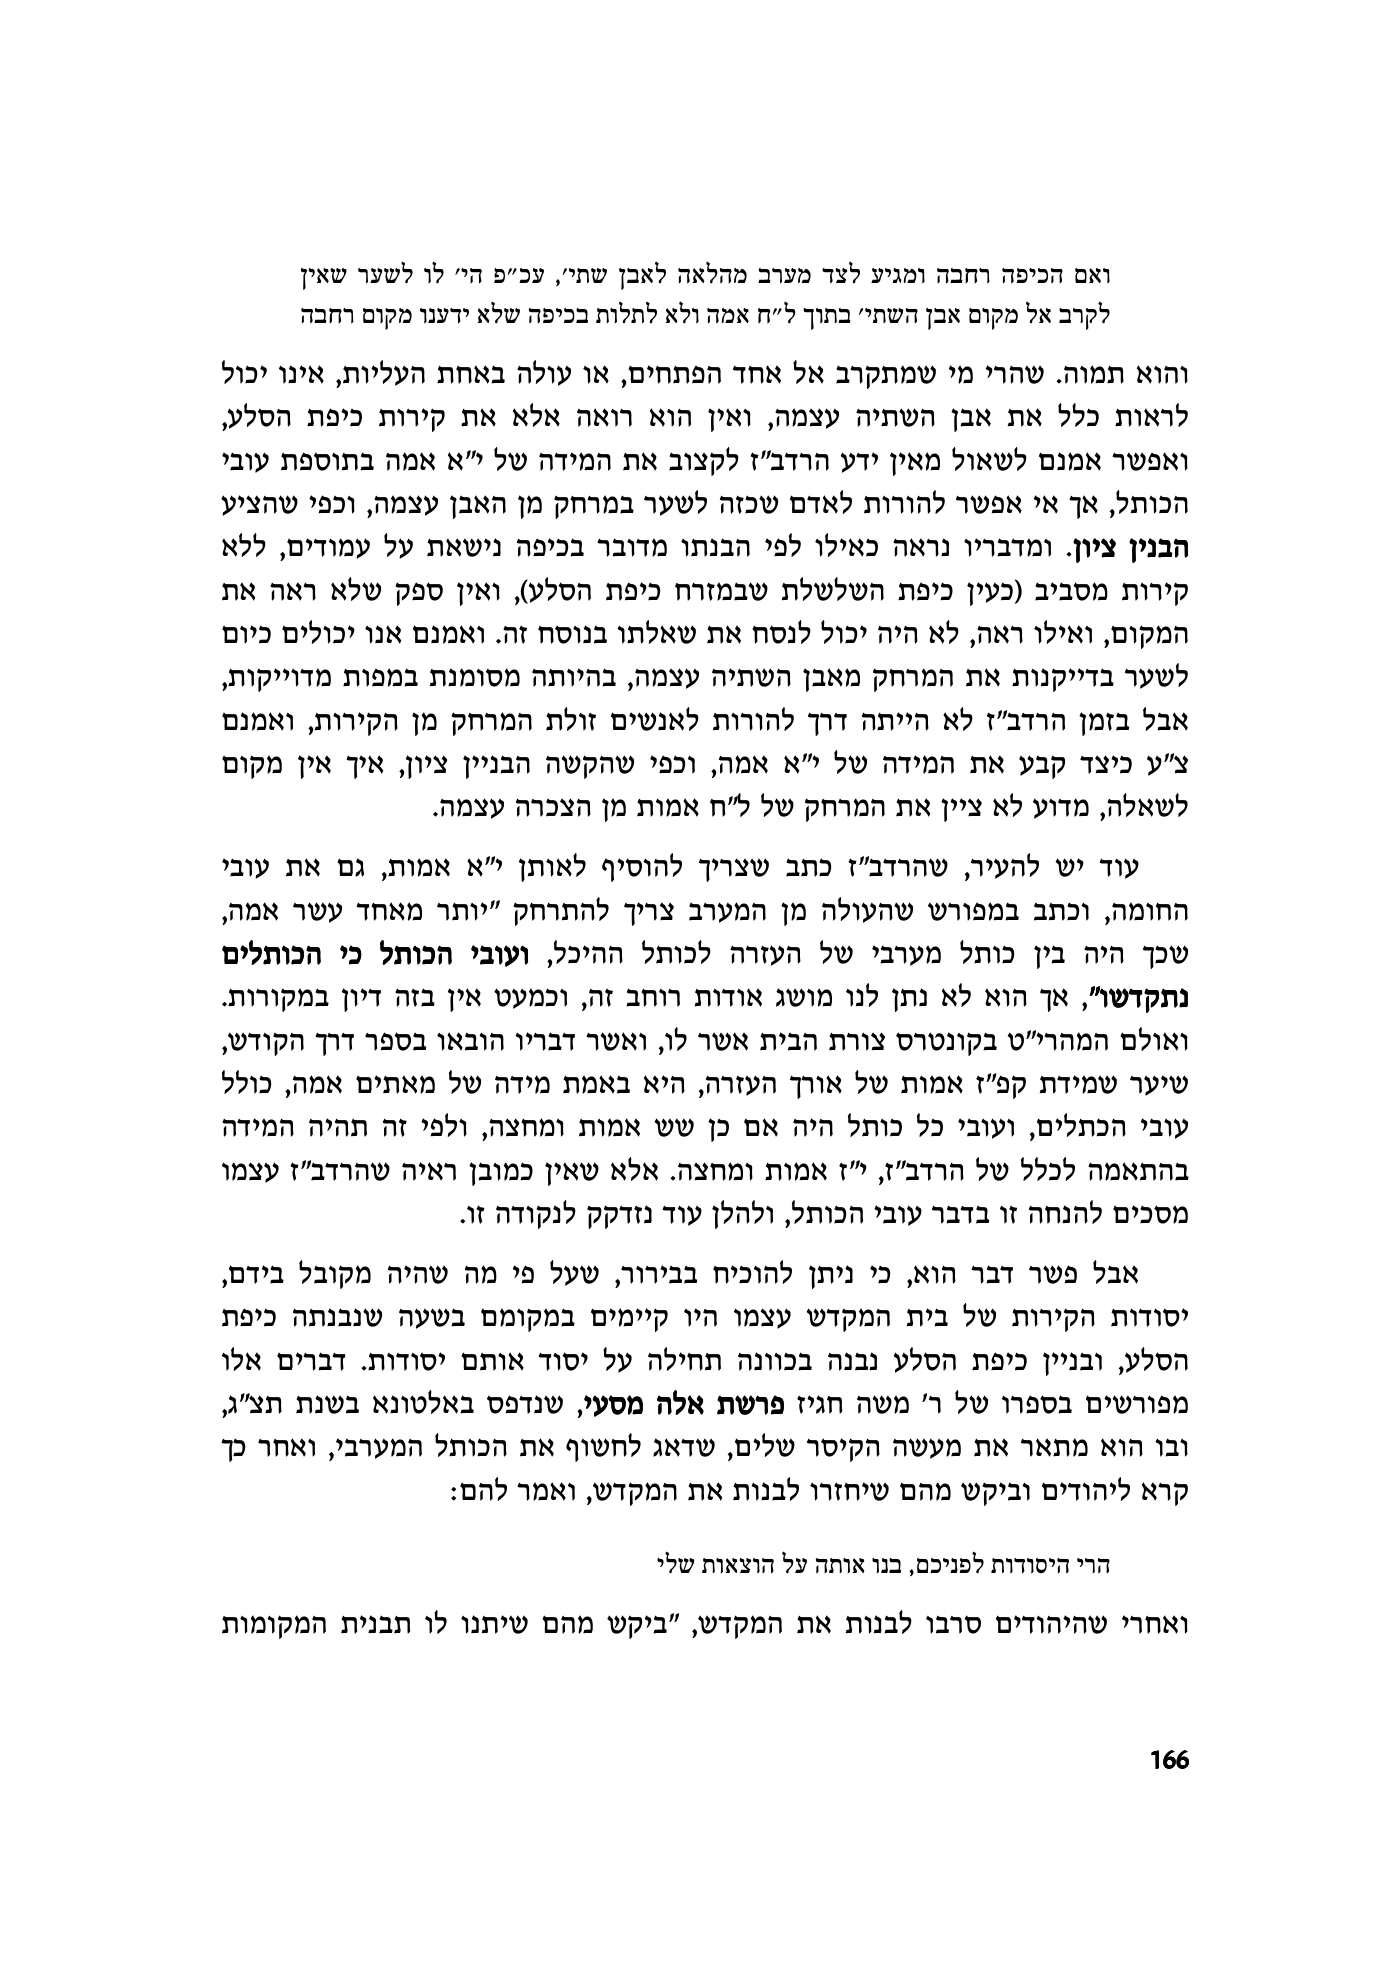 ואם הכיפה רחבה ומגיע לצד מערב מהלאה לאבן שתי׳, עכ״פ הי׳ לו לשער שאין
לקרב אל מקום אבן השתי׳ בתוך ל״ח אמה ולא לתלות בכיפה שלא ידענו מקום רחבה
והוא תמוה. שהרי מי שמתקרב אל אחד הפתחים, או עולה באחת העליות, אינו יכול
לראות כלל את אבן השתיה עצמה, ואין הוא רואה אלא את קירות כיפת הסלע,
ואפשר אמנם לשאול מאין ידע הרדב״ז לקצוב את המידה של י״א אמה בתוספת עובי
הכותל, אך אי אפשר להורות לאדם שכזה לשער במרחק מן האבן עצמה, וכפי שהציע
הבנין ציון. ומדבריו נראה כאילו לפי הבנתו מדובר בכיפה נישאת על עמודים, ללא
קירות מסביב (כעין כיפת השלשלת שבמזרח כיפת הסלע), ואין ספק שלא ראה את
המקום, ואילו ראה, לא היה יכול לנסח את שאלתו בנוסח זה. ואמנם אנו יכולים כיום
לשער בדייקנות את המרחק מאבן השתיה עצמה, בהיותה מסומנת במפות מדוייקות,
אבל בזמן הרדב״ז לא הייתה דרך להורות לאנשים זולת המרחק מן הקירות, ואמנם
צ״ע כיצד קבע את המידה של י״א אמה, וכפי שהקשה הבניין ציון, איך אין מקום
לשאלה, מדוע לא ציין את המרחק של ל״ח אמות מן הצכרה עצמה.
עוד יש להעיר, שהרדב״ז כתב שצריך להוסיף לאותן י״א אמות, גם את עובי
החומה, וכתב במפורש שהעולה מן המערב צריך להתרחק ״יותר מאחד עשר אמה,
שכך היה בין כותל מערבי של העזרה לכותל ההיכל, ועובי הכותל כי הכותלים
נתקדשו״, אך הוא לא נתן לנו מושג אודות רוחב זה, וכמעט אין בזה דיון במקורות.
ואולם המהרי״ט בקונטרס צורת הבית אשר לו, ואשר דבריו הובאו בספר דרך הקודש,
שיער שמידת קפ״ז אמות של אורך העזרה, היא באמת מידה של מאתים אמה, כולל
עובי הכתלים, ועובי כל כותל היה אם כן שש אמות ומחצה, ולפי זה תהיה המידה
בהתאמה לכלל של הרדב״ז, י״ז אמות ומחצה. אלא שאין כמובן ראיה שהרדב״ז עצמו
מסכים להנחה זו בדבר עובי הכותל, ולהלן עוד נזדקק לנקודה זו.
אבל פשר דבר הוא, כי ניתן להוכיח בבירור, שעל פי מה שהיה מקובל בידם,
יסודות הקירות של בית המקדש עצמו היו קיימים במקומם בשעה שנבנתה כיפת
הסלע, ובניין כיפת הסלע נבנה בכוונה תחילה על יסוד אותם יסודות. דברים אלו
מפורשים בספרו של ר׳ משה חגיז פרשת אלה מסעי, שנדפס באלטונא בשנת תצ״ג,
ובו הוא מתאר את מעשה הקיסר שלים, שדאג לחשוף את הכותל המערבי, ואחר כך
קרא ליהודים וביקש מהם שיחזרו לבנות את המקדש, ואמר להם:
הרי היסודות לפניכם, בנו אותה על הוצאות שלי
ואחרי שהיהודים סרבו לבנות את המקדש, ״ביקש מהם שיתנו לו תבנית המקומות
166